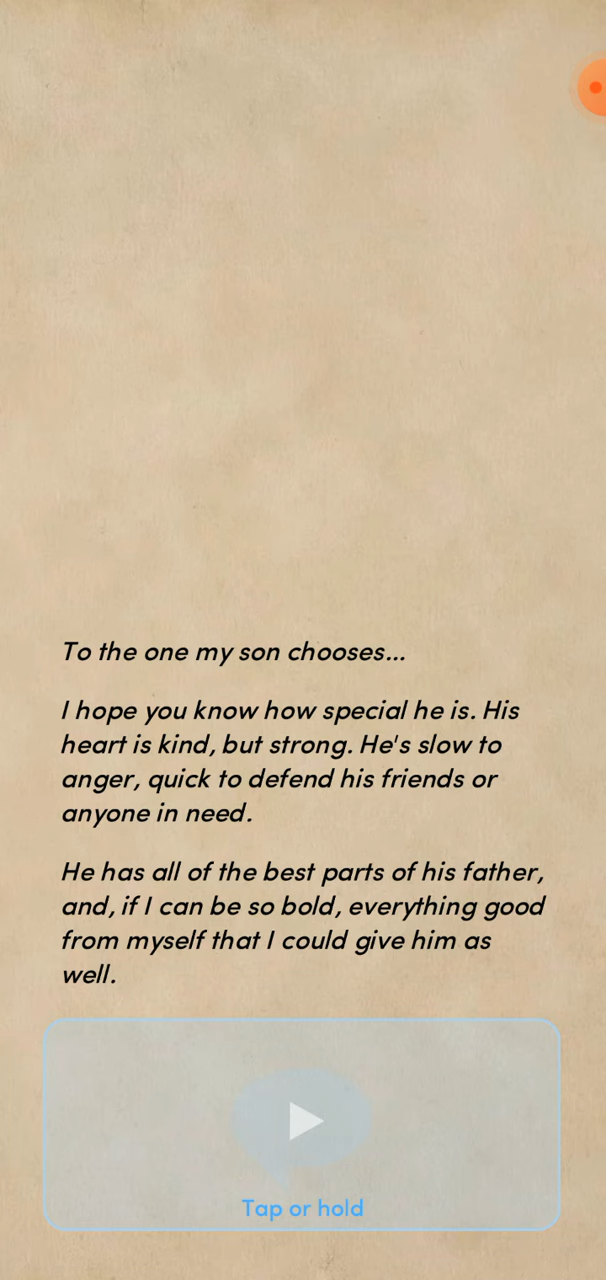 To the one my son chooses...
I hope you know how special he is. His
heart is kind, but strong. He's slow to
anger, quick to defend his friends or
anyone in need.
He has all of the best parts of his father,
and, if I can be so bold, everything good
from myself that I could give him as
well.
Tap or hold